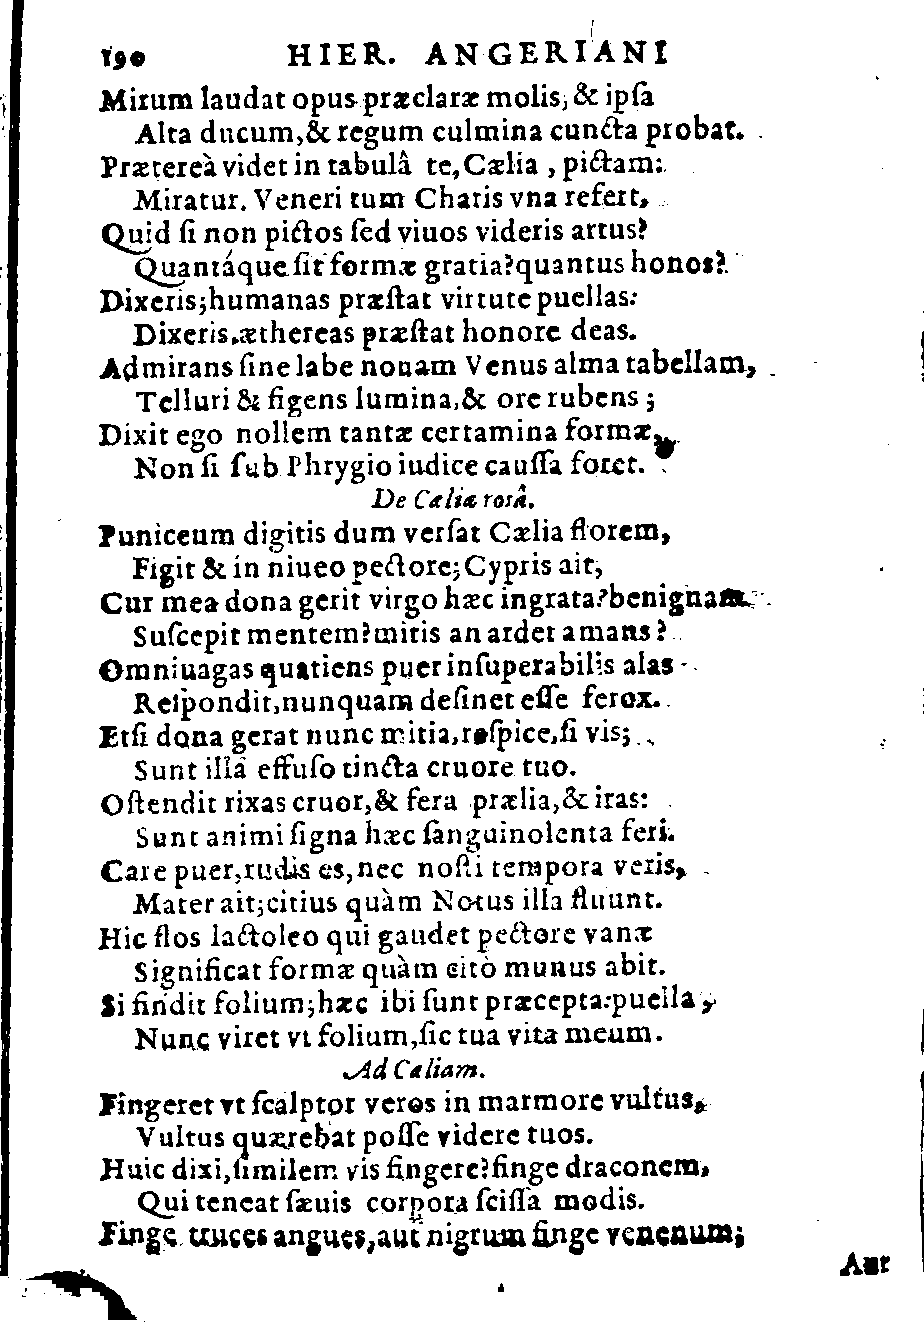 190 HIER. ANGERIANI
Mirum laudat opus præclaræ molis, & ipſa
Alta ducum, & regum culmina cuncta probat.
Prætereà videt in tabulâ te, Cælia, pictam:
Miratur. Veneri tum Charis vna refert,
Quid ſi non pictos ſed viuos videris artus?
Quantáque ſit formæ gratia? quantus honos?
Dixeris; humanas præſtat virtute puellas:
Dixeris, æthereas præſtat honore deas.
Admirans ſine labe nouam Venus alma tabellam,
Telluri & figens lumina, & ore rubens;
Dixit ego nollem tantæ certamina formæ,
Non ſi ſub Phrygio iudice cauſſa foret.
De Cæliæ rosâ.
Puniceum digitis dum verſat Cælia florem,
Figit & in niueo pectore; Cypris ait,
Cur mea dona gerit virgo hæc ingrata? benignam
Suſcepit mentem? mitis an ardet amans?
Omniuagas quatiens puer inſuperabilis alas
Reſpondit, nunquam deſinet eſſe ferox.
Etſi dona gerat nunc mitia, reſpice, ſi vis;
Sunt illa effuſo tincta cruore tuo.
Oſtendit rixas cruor, & fera prælia, & iras:
Sunt animi ſigna hæc ſanguinolenta feri.
Care puer, rudis es, nec noſti tempora veris,
Mater ait; citius quàm Notus illa fluunt.
Hic flos lactoleo qui gaudet pectore vanæ
Significat formæ quàm citò munus abit.
Si findit folium; hæc ibi ſunt præcepta: puella,
Nunc viret vt folium, ſic tua vita meum.
Ad Cæliam.
Fingeret vt ſcalptor veros in marmore vultus,
Vultus quærebat poſſe videre tuos.
Huic dixi, ſimilem vis fingere? finge draconem,
Qui teneat ſæuis corpora ſciſſa modis.
Finge truces angues, aut nigrum finge venenum;
Aut